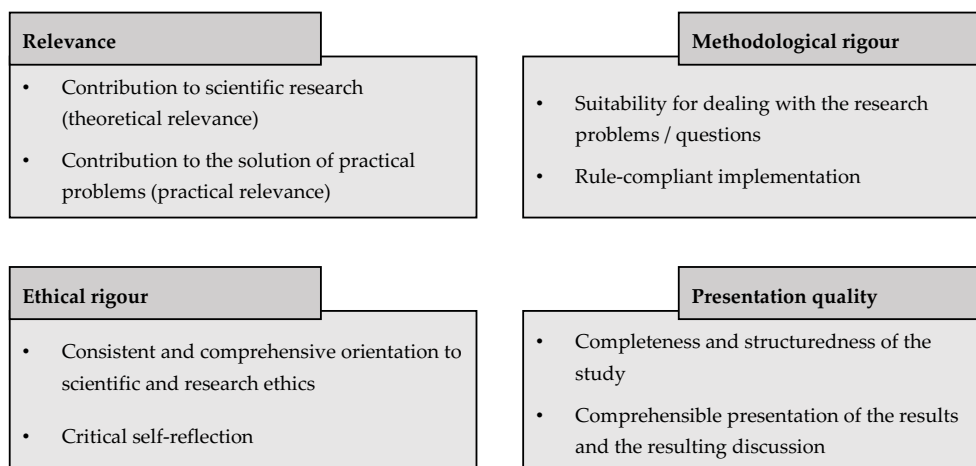 Relevance
• Contribution to scientific research
(theoretical relevance)
• Contribution to the solution of practical
problems (practical relevance)
Methodological rigour
• Suitability for dealing with the research
problems / questions
• Rule-compliant implementation
Ethical rigour
• Consistent and comprehensive orientation to
scientific and research ethics
• Critical self-reflection
Presentation quality
• Completeness and structuredness of the
study
• Comprehensible presentation of the results
and the resulting discussion